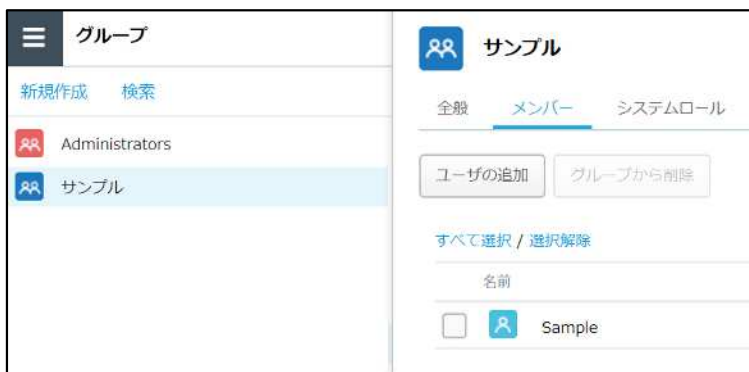 グループ
新規作成 検索
Administrators
サンプル
サンプル
全般 メンバー システムロール
ユーザの追加 グループから削除
すべて選択 / 選択解除
名前
Sample